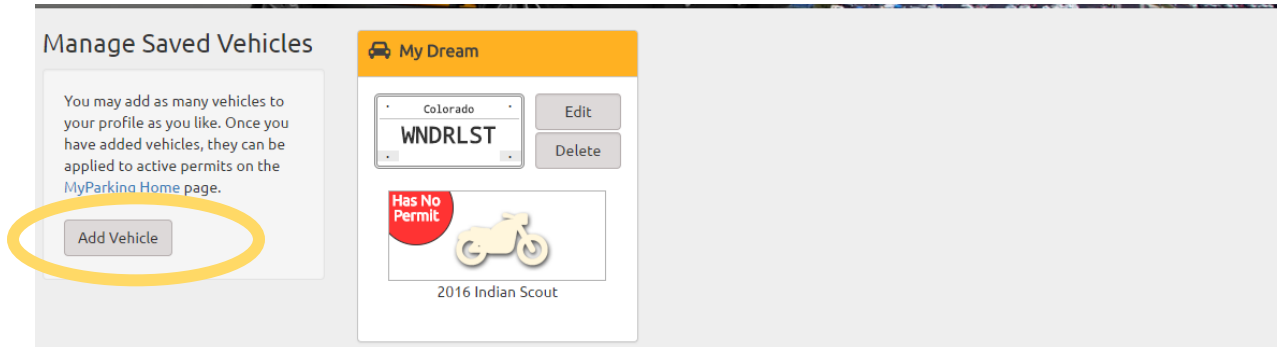 Manage Saved Vehicles
You may add as many vehicles to
your profile as you like. Once you
have added vehicles, they can be
applied to active permits on the
MyParking Home page.
Add Vehicle
My Dream
Colorado
WNDRLST
Edit
Delete
Has No
Permit
2016 Indian Scout